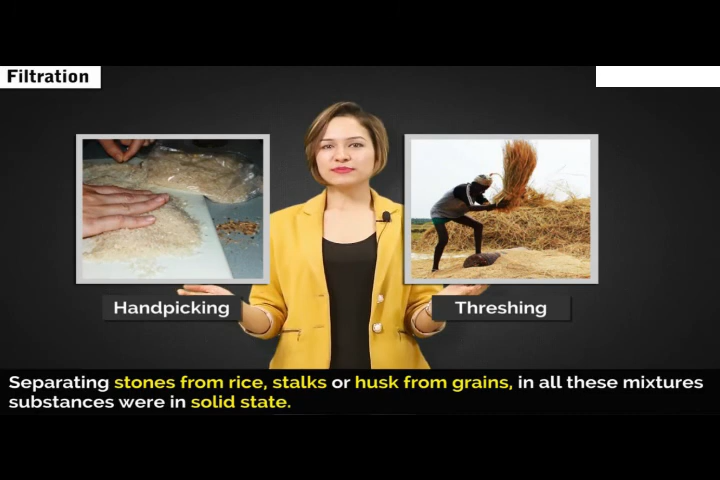 Filtration
Handpicking
Threshing
Separating stones from rice, stalks or husk from grains, in all these mixtures
substances were in solid state.